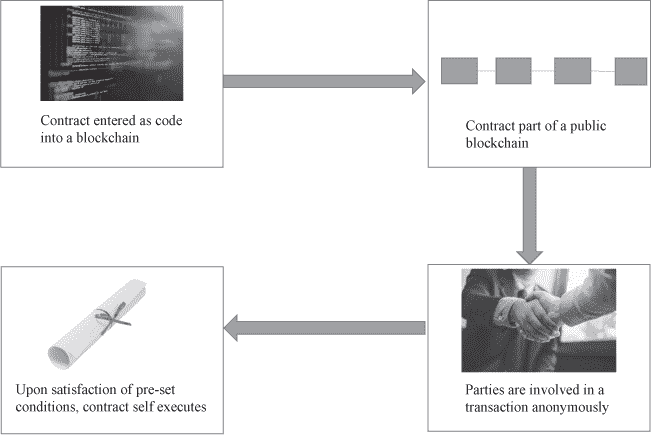 Contract entered as code
into a blockchain
Contract part of a public
blockchain
Parties are involved in a
transaction anonymously
Upon satisfaction of pre-set
conditions, contract self executes